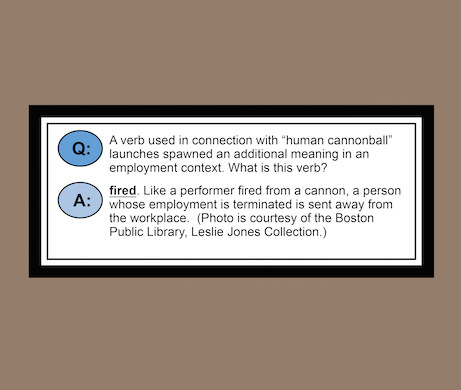 Q:
A verb used in connection with “human cannonball”
launches spawned an additional meaning in an
employment context. What is this verb?
A:
fired. Like a performer fired from a cannon, a person
whose employment is terminated is sent away from
the workplace.  (Photo is courtesy of the Boston
Public Library, Leslie Jones Collection.)